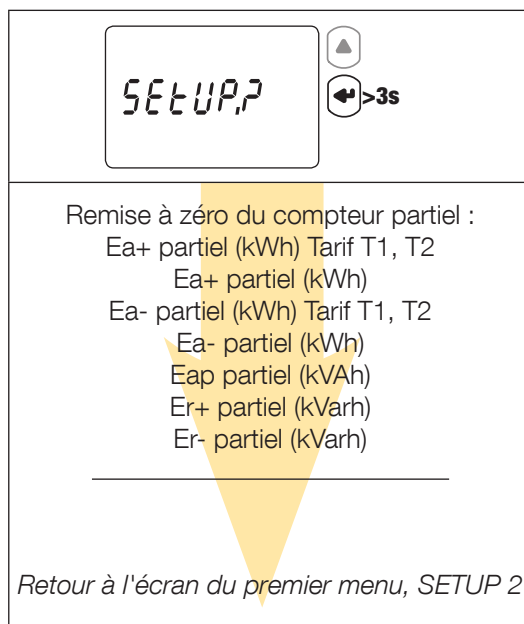 SEtUP,?
>3s
Remise à zéro du compteur partiel :
Ea+ partiel (kWh) Tarif T1, T2
Ea+ partiel (kWh)
Ea- partiel (kWh) Tarif T1, T2
Ea- partiel (kWh)
Eap partiel (kVAh)
Er+ partiel (kVarh)
Er- partiel (kVarh)
Retour à l'écran du premier menu, SETUP 2